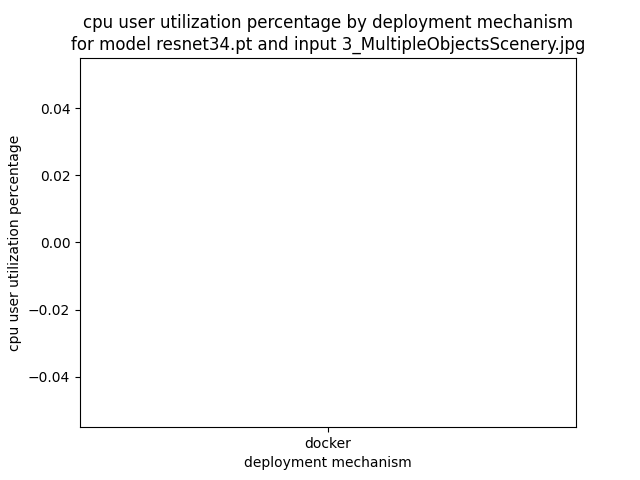 cpu user utilization percentage by deployment mechanism
for model resnet34.pt and input 3_MultipleObjectsScenery.jpg
cpu user utilization percentage
0.04
0.02
0.00
−0.02
−0.04
docker
deployment mechanism